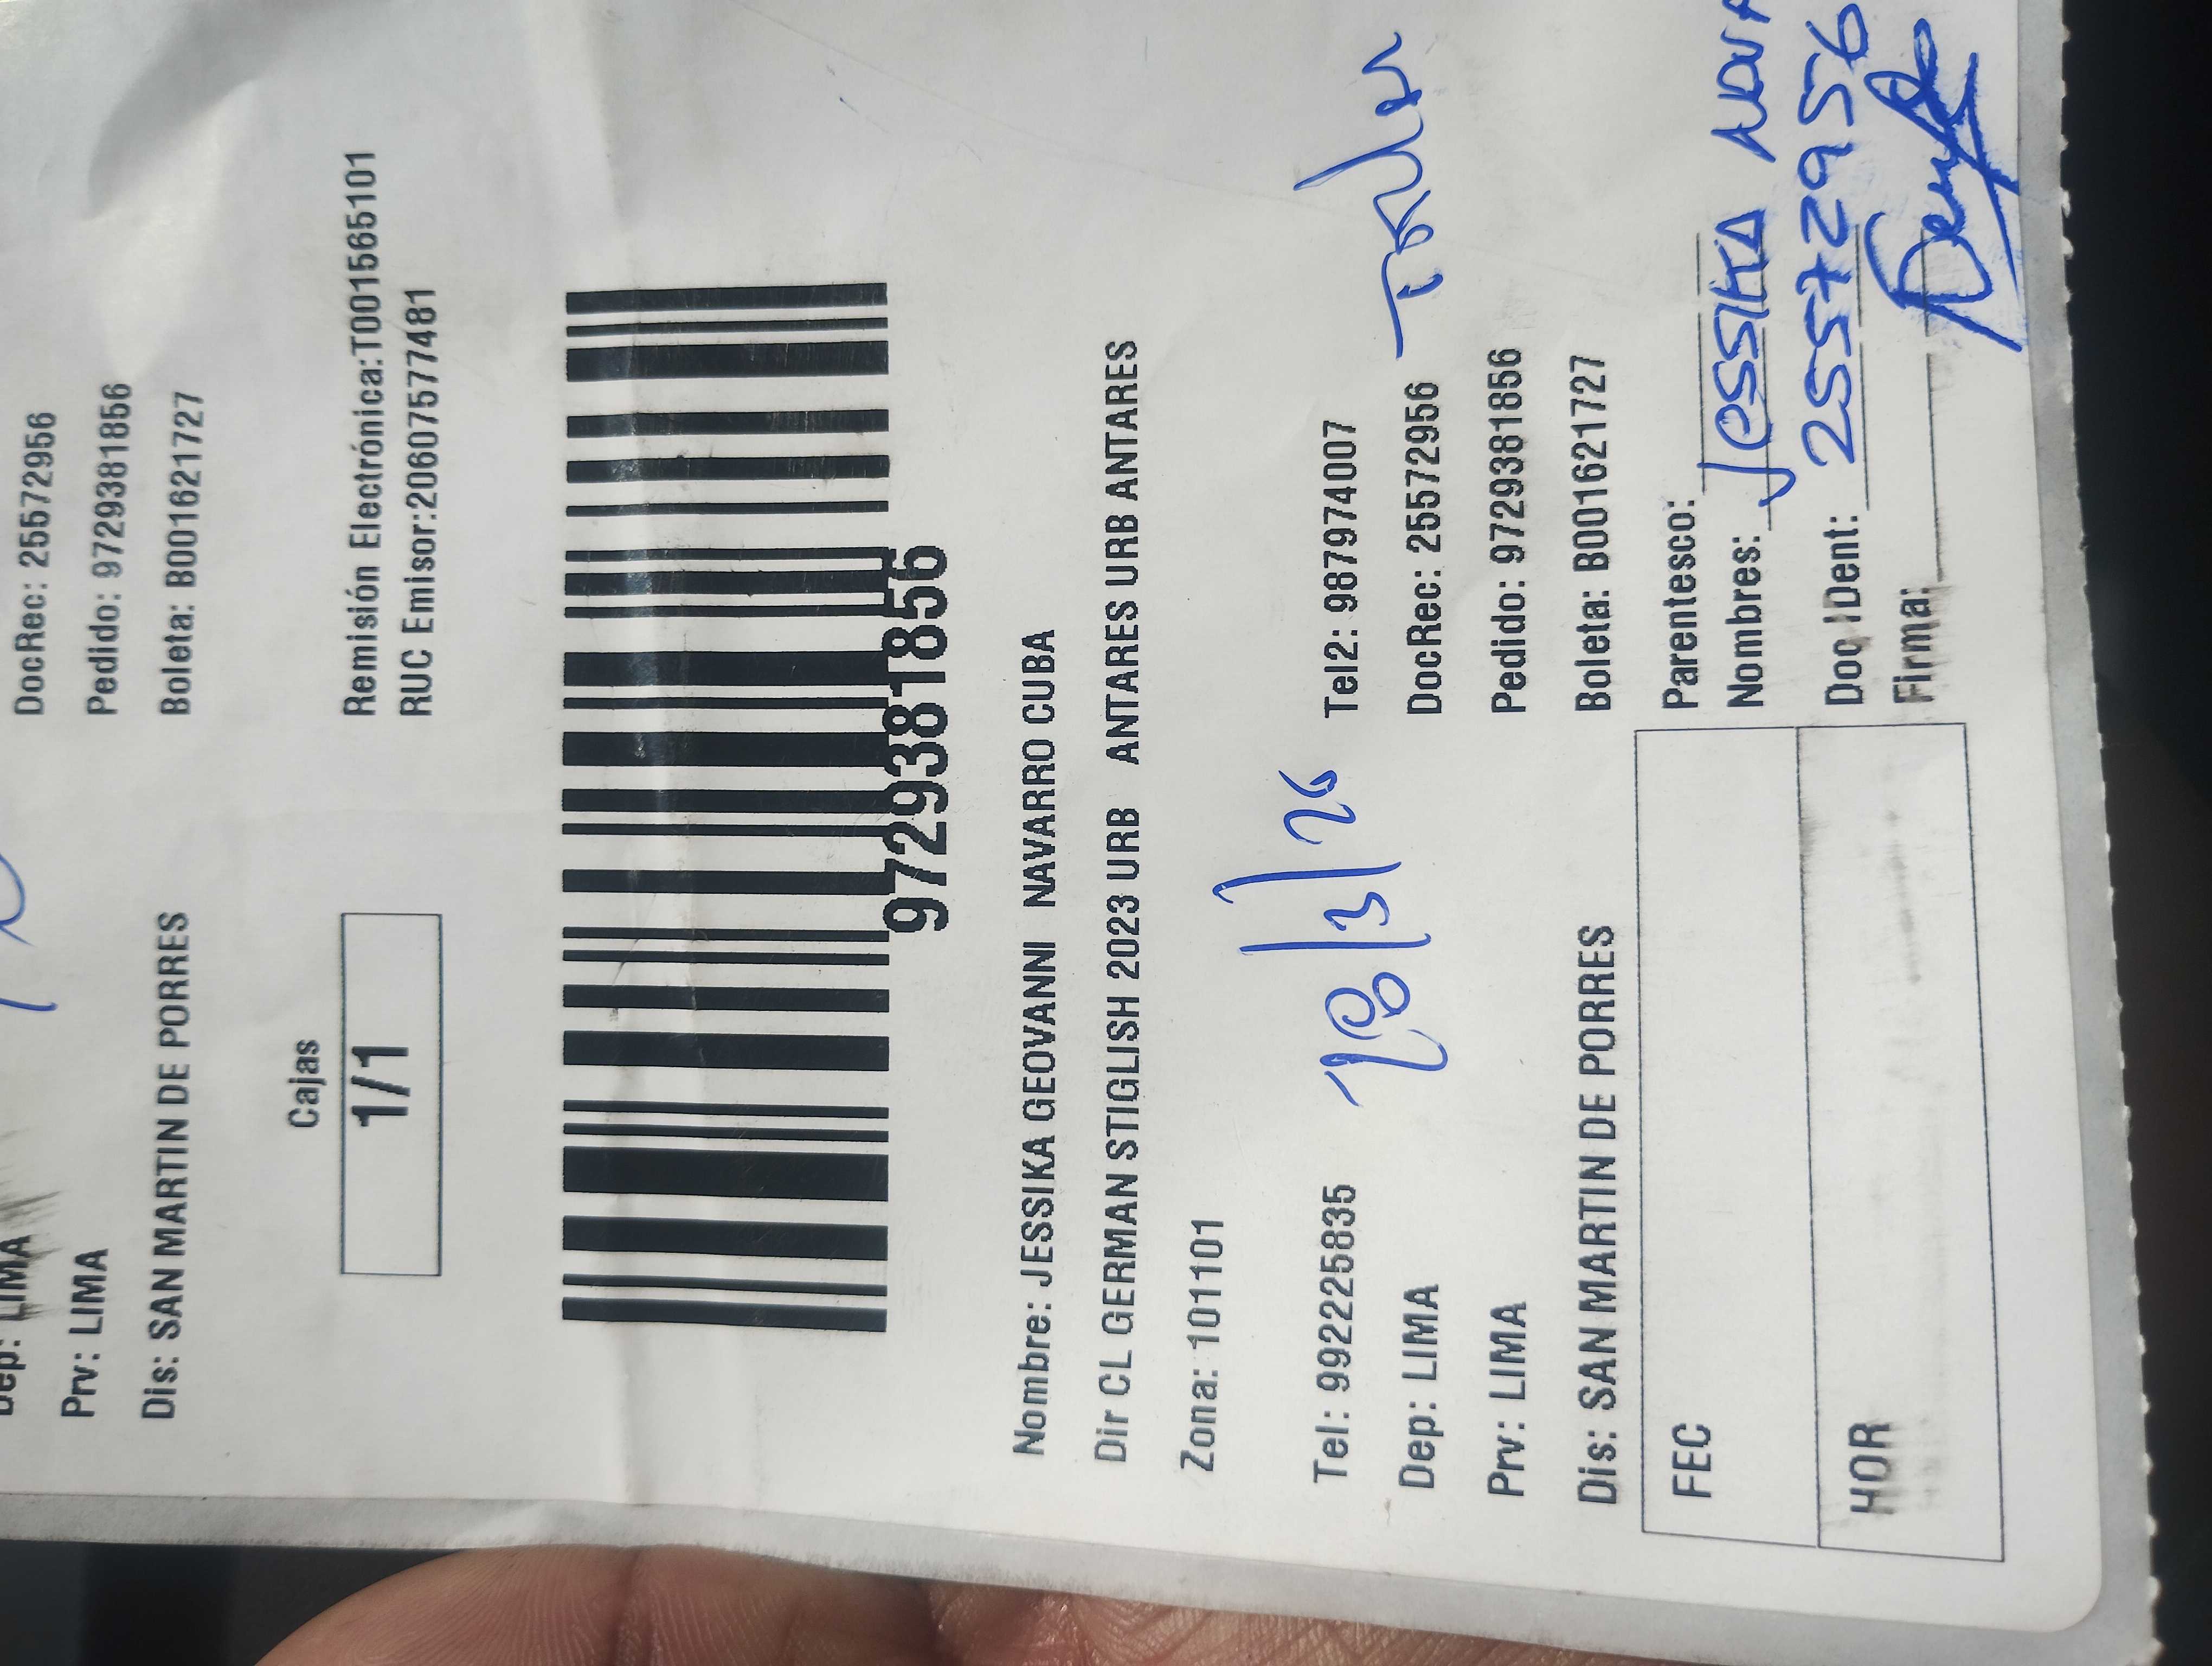 Dep: LIMA
Prv: LIMA
Dis: SAN MARTIN DE PORRES
DocRec: 25572956
Pedido: 9729381856
Boleta: B001621727
Cajas
1/1
Remisión Electrónica:T001565101
RUC Emisor:20607577481
9729381856
Nombre: JESSIKA GEOVANNI NAVARRO CUBA
Dir CL GERMAN STIGLISH 2023 URB ANTARES URB ANTARES
Zona: 101101
Tel: 992225835 28/3/26 Tel2: 987974007
Dep: LIMA DocRec: 25572956
Prv: LIMA Pedido: 9729381856
Dis: SAN MARTIN DE PORRES Boleta: B001621727
FEC
HOR
Parentesco:
Nombres: Jessika
Doc IDent: 25572956
Firma: